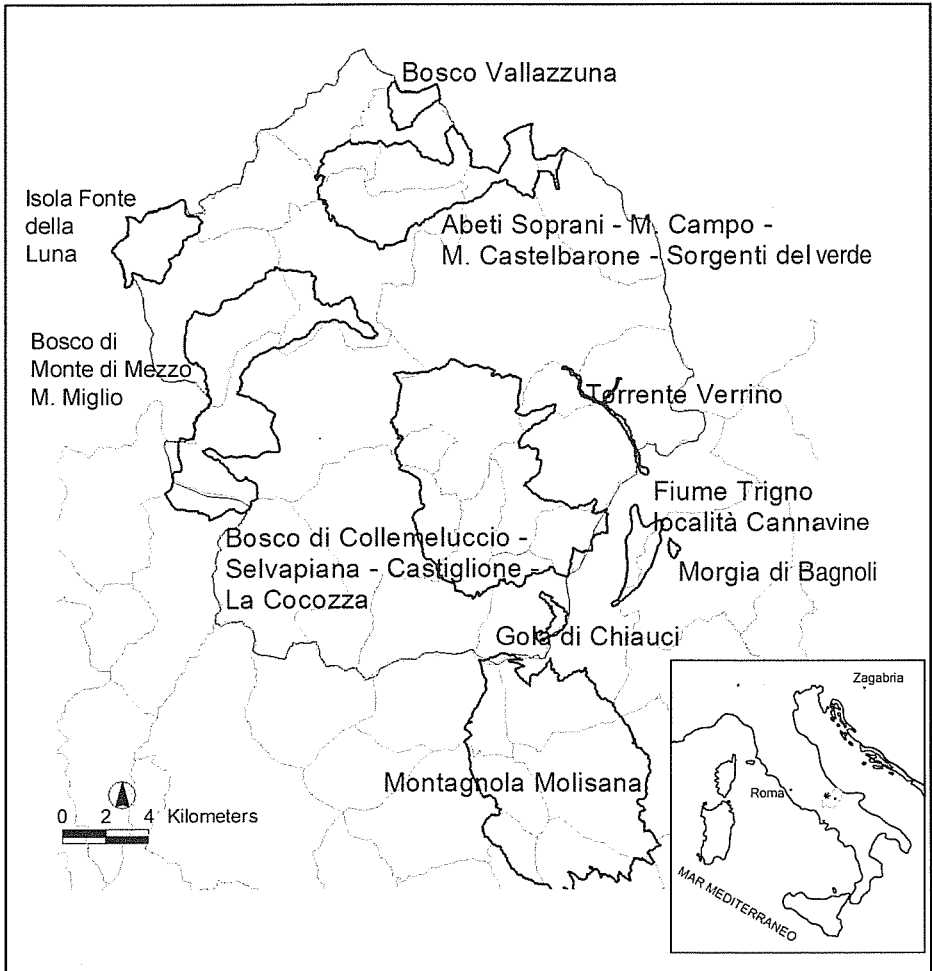 Bosco Vallazzuna
Isola Fonte
della
Luna
Abeti Soprani - M. Campo -
M. Castelbarone - Sorgenti del verde
Bosco di
Monte di Mezzo
M. Miglio
Torrente Verrino
Fiume Trigno
località Cannavine
Bosco di Collemeluccio -
Selvapiana - Castiglione -
La Cocozza
Morgia di Bagnoli
Gola di Chiauci
Montagnola Molisana
0 2 4 Kilometers
Zagabria
Roma
MAR MEDITERRANEO